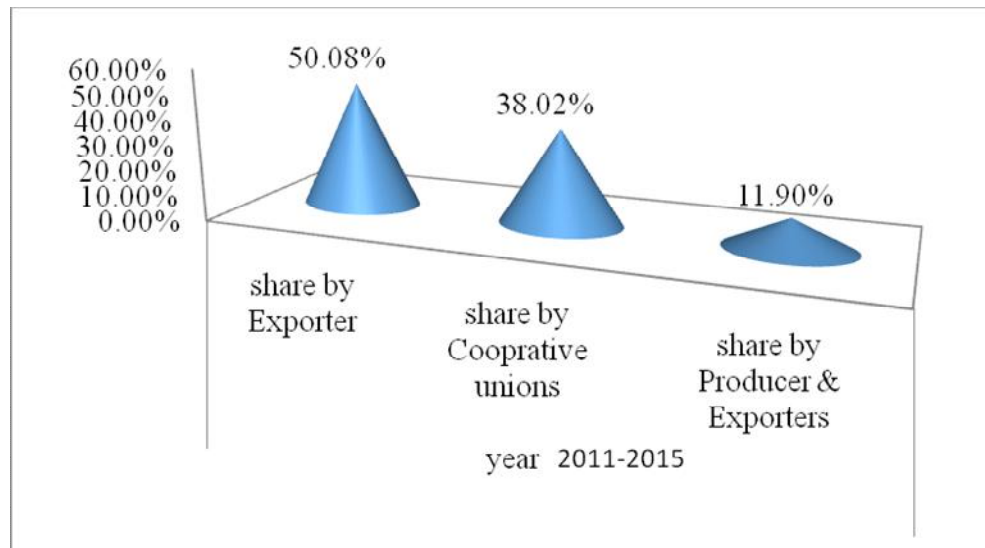 60.00%
50.00%
40.00%
30.00%
20.00%
10.00%
0.00%
50.08%
38.02%
11.90%
share by
Exporter
share by
Cooprative
unions
share by
Producer &
Exporters
year 2011-2015